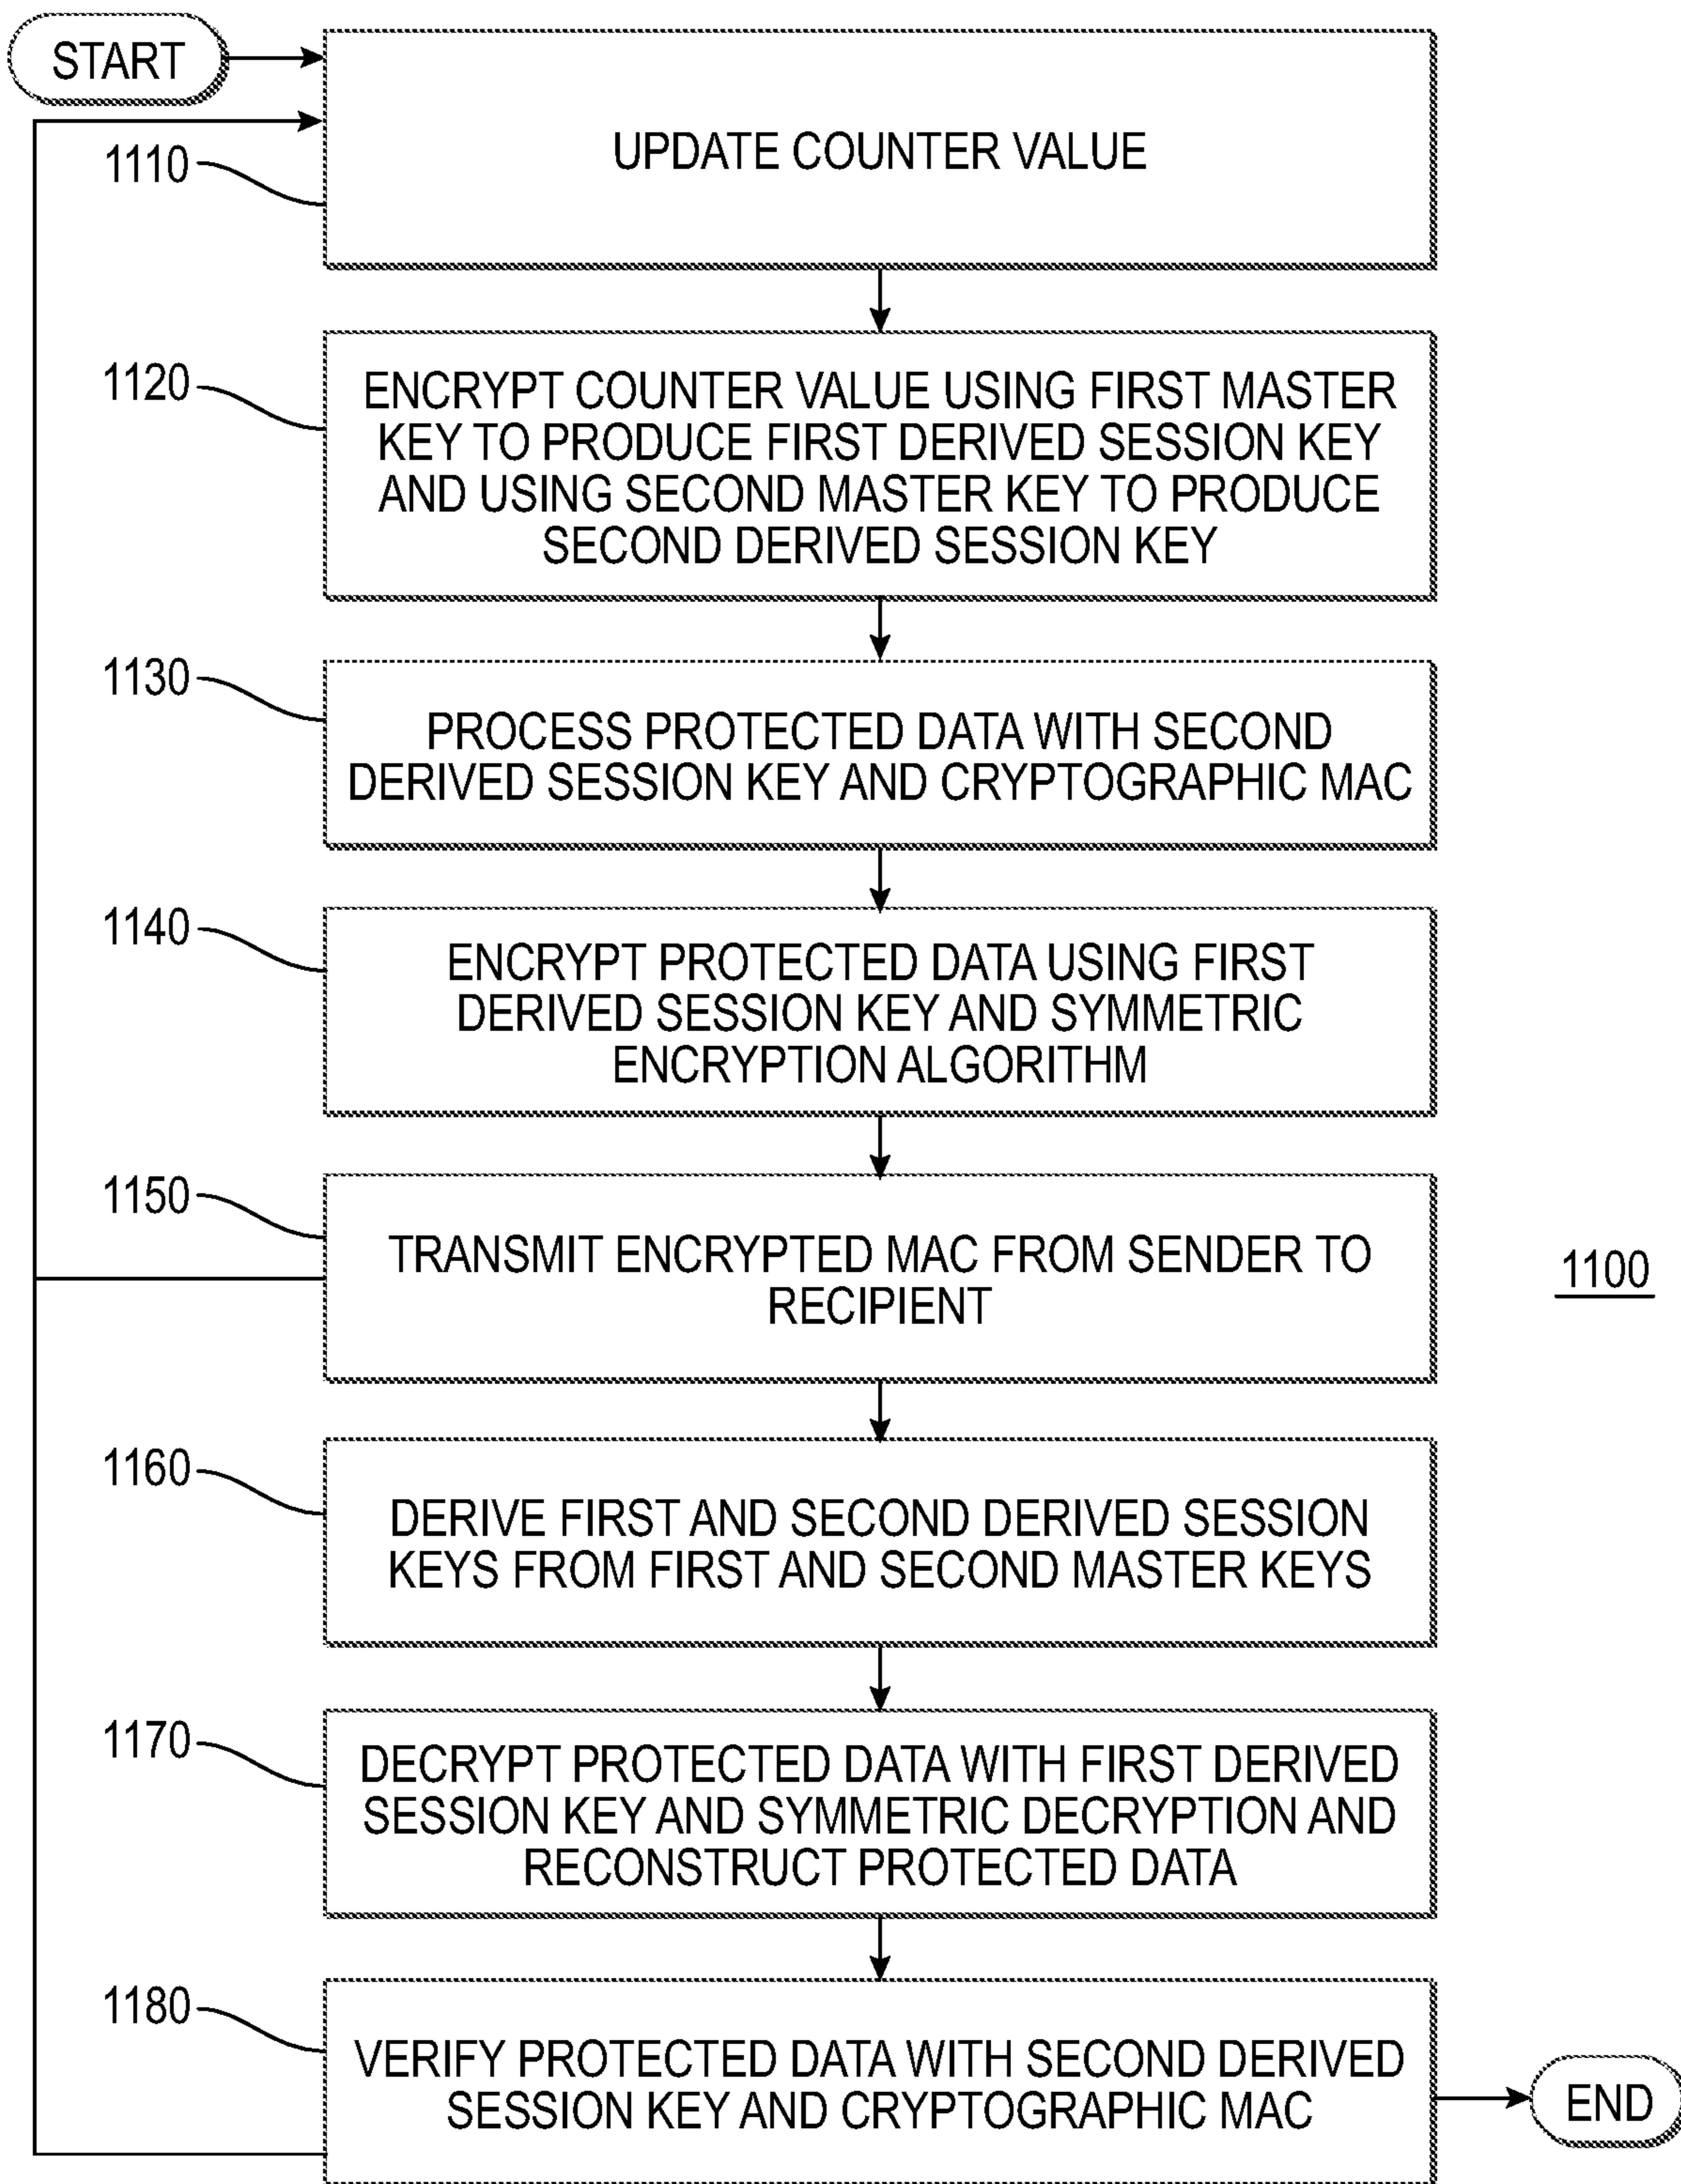 START
UPDATE COUNTER VALUE
1110
1120
ENCRYPT COUNTER VALUE USING FIRST MASTER
KEY TO PRODUCE FIRST DERIVED SESSION KEY
AND USING SECOND MASTER KEY TO PRODUCE
SECOND DERIVED SESSION KEY
1130
PROCESS PROTECTED DATA WITH SECOND
DERIVED SESSION KEY AND CRYPTOGRAPHIC MAC
1140
ENCRYPT PROTECTED DATA USING FIRST
DERIVED SESSION KEY AND SYMMETRIC
ENCRYPTION ALGORITHM
1150
TRANSMIT ENCRYPTED MAC FROM SENDER TO
RECIPIENT
1100
1160
DERIVE FIRST AND SECOND DERIVED SESSION
KEYS FROM FIRST AND SECOND MASTER KEYS
1170
DECRYPT PROTECTED DATA WITH FIRST DERIVED
SESSION KEY AND SYMMETRIC DECRYPTION AND
RECONSTRUCT PROTECTED DATA
1180
VERIFY PROTECTED DATA WITH SECOND DERIVED
SESSION KEY AND CRYPTOGRAPHIC MAC
END